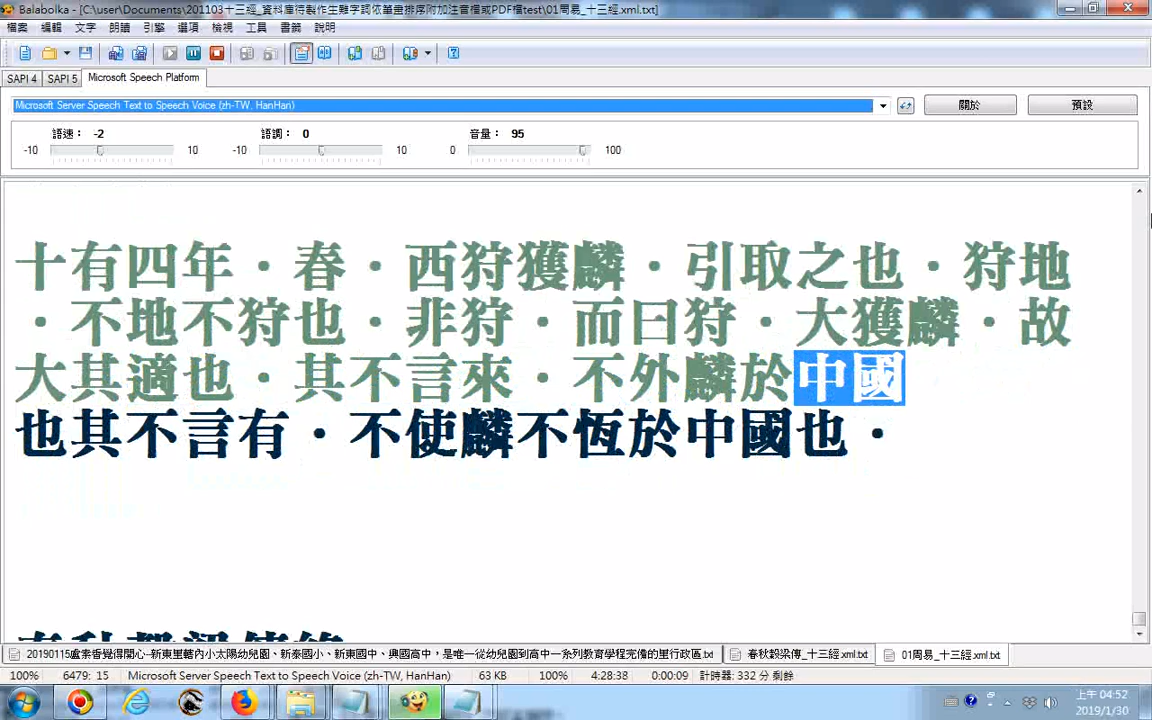 Balabolka - [C:\user\Documents\201103十三經_資料庫待製作生難字詞依筆畫排序附加注音檔或PDF檔test\01周易_十三經.xml.txt]
檔案 編輯 文字 朗讀 引擎 選項 檢視 工具 書籤 說明
SAPI 4 SAPI 5 Microsoft Speech Platform
Microsoft Server Speech Text to Speech Voice (zh-TW, HanHan) 關於 預設
語速： -2 語調： 0 音量： 95
-10 10 -10 10 0 100
十有四年‧春‧西狩獲麟‧引取之也‧狩地
‧不地不狩也‧非狩‧而曰狩‧大獲麟‧故
大其適也‧其不言來‧不外麟於中國
也其不言有‧不使麟不恆於中國也‧
20190115盧素香覺得開心--新東里轄內小太陽幼兒園、新泰國小、新東國中、興國高中，是唯一從幼兒園到高中一系列教育學程完備的里行政區.txt 春秋穀梁傳_十三經.xml.txt 01周易_十三經.xml.txt
100% 6479: 15 Microsoft Server Speech Text to Speech Voice (zh-TW, HanHan) 63 KB 100% 4:28:38 0:00:09 計時器: 332 分 剩餘
上午 04:52
2019/1/30